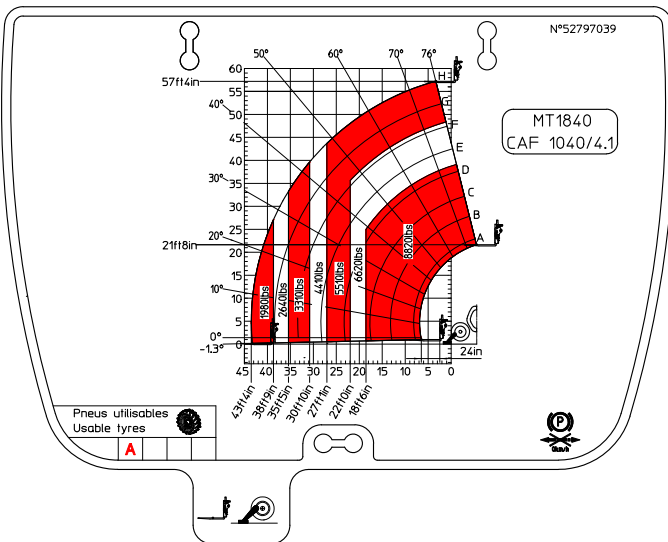 N°52797039
MT1840
CAF 1040/4.1
50° 60° 70° 76°
57ft4in
40°
30°
21ft8in
20°
10°
0°
-1.3°
60
55
50
45
40
35
30
25
20
15
10
5
0
H
G
F
E
D
C
B
A
1980lbs
2640lbs
3310lbs
4410lbs
5510lbs
6620lbs
8820lbs
24in
45 40 35 30 25 20 15 10 5 0
43ft4in
38ft9in
35ft5in
30ft10in
27ft1in
22ft0in
18ft6in
Pneus utilisables
Usable tyres
A
P
0km/h